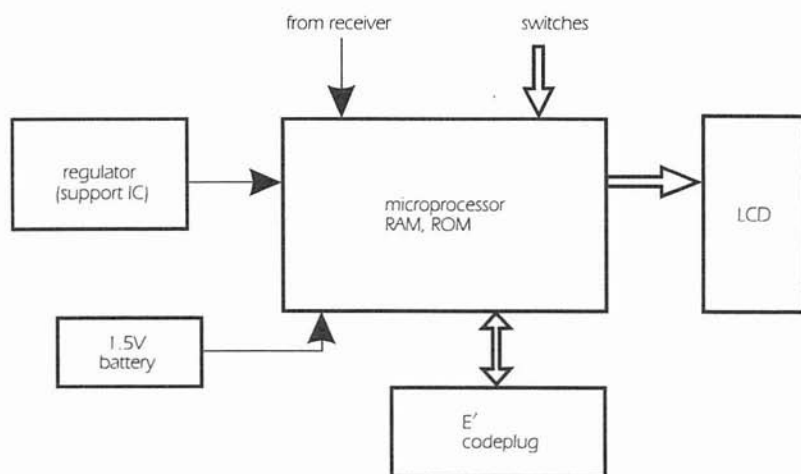 from receiver
switches
regulator
(support IC)
microprocessor
RAM, ROM
LCD
1.5V
battery
E′
codeplug